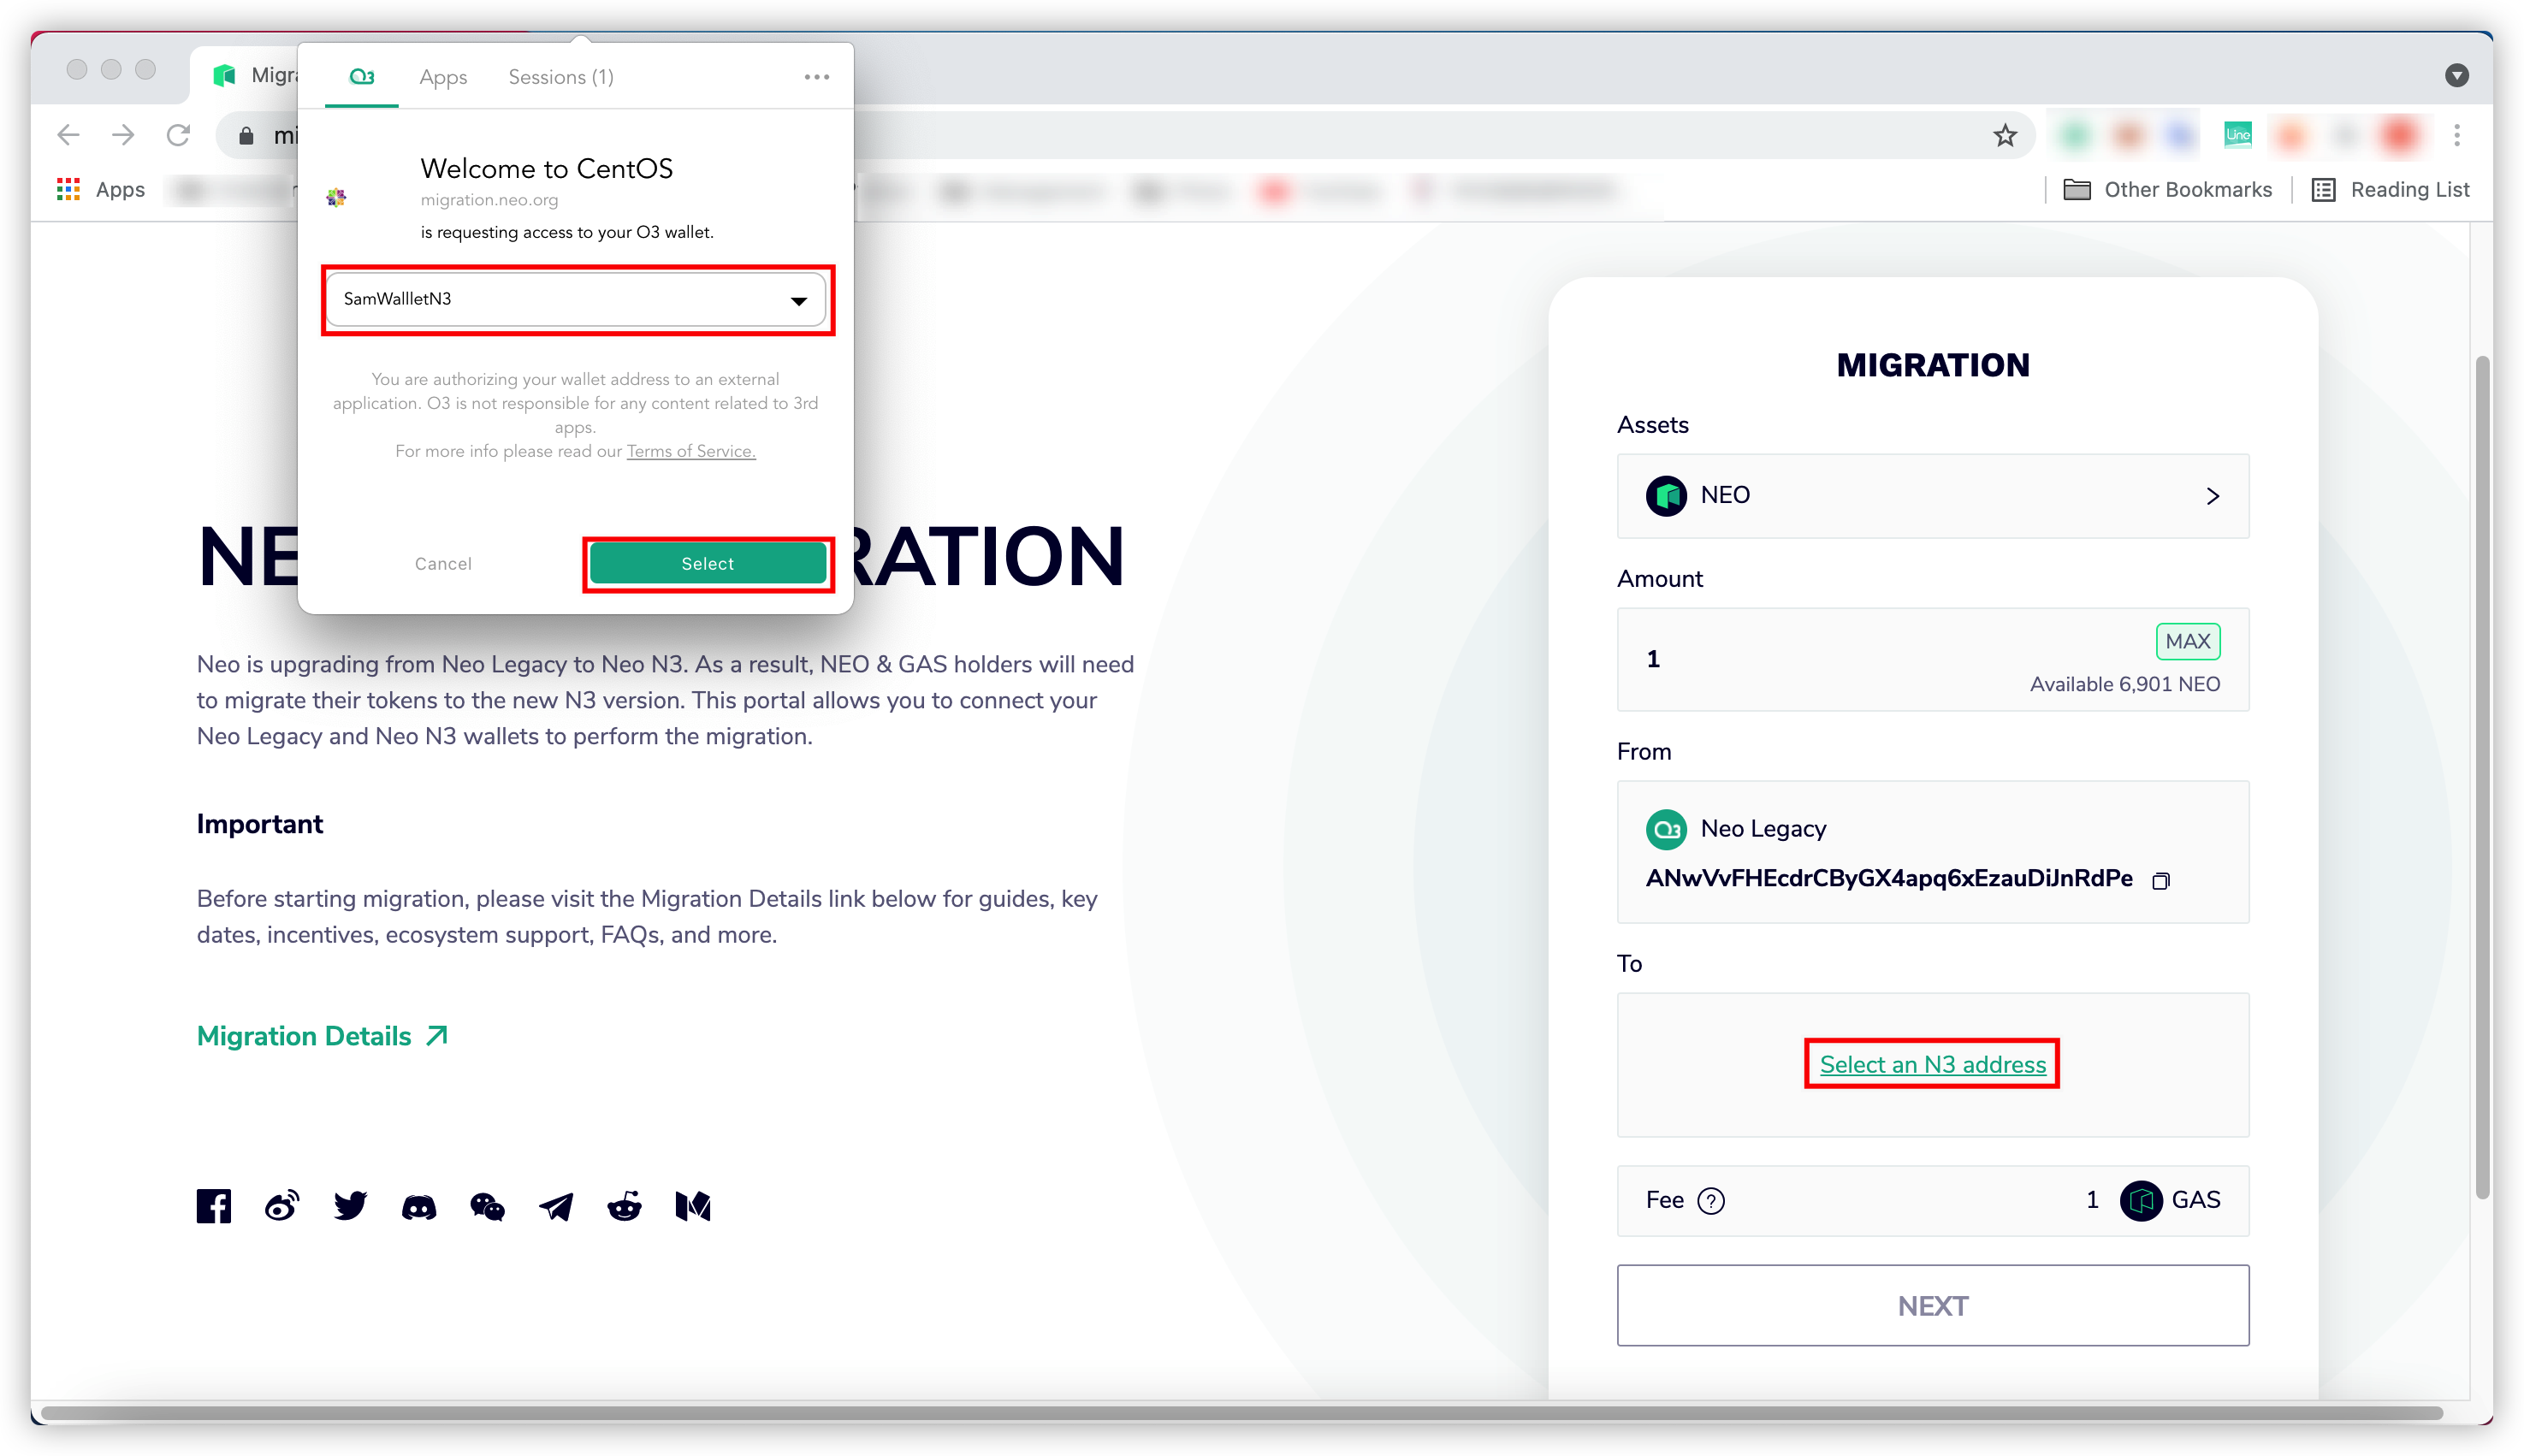 Migra
Apps
Sessions (1)
mi
Welcome to CentOS
migration.neo.org
is requesting access to your O3 wallet.
SamWallletN3
You are authorizing your wallet address to an external
application. O3 is not responsible for any content related to 3rd
apps.
For more info please read our Terms of Service.
Cancel
Select
Line
Apps
Other Bookmarks
Reading List
NE
RATION
Neo is upgrading from Neo Legacy to Neo N3. As a result, NEO & GAS holders will need
to migrate their tokens to the new N3 version. This portal allows you to connect your
Neo Legacy and Neo N3 wallets to perform the migration.
Important
Before starting migration, please visit the Migration Details link below for guides, key
dates, incentives, ecosystem support, FAQs, and more.
Migration Details
MIGRATION
Assets
NEO
Amount
1
MAX
Available 6,901 NEO
From
Neo Legacy
ANwVvFHEcdrCByGX4apq6xEzauDiJnRdPe
To
Select an N3 address
Fee ?
1 GAS
NEXT